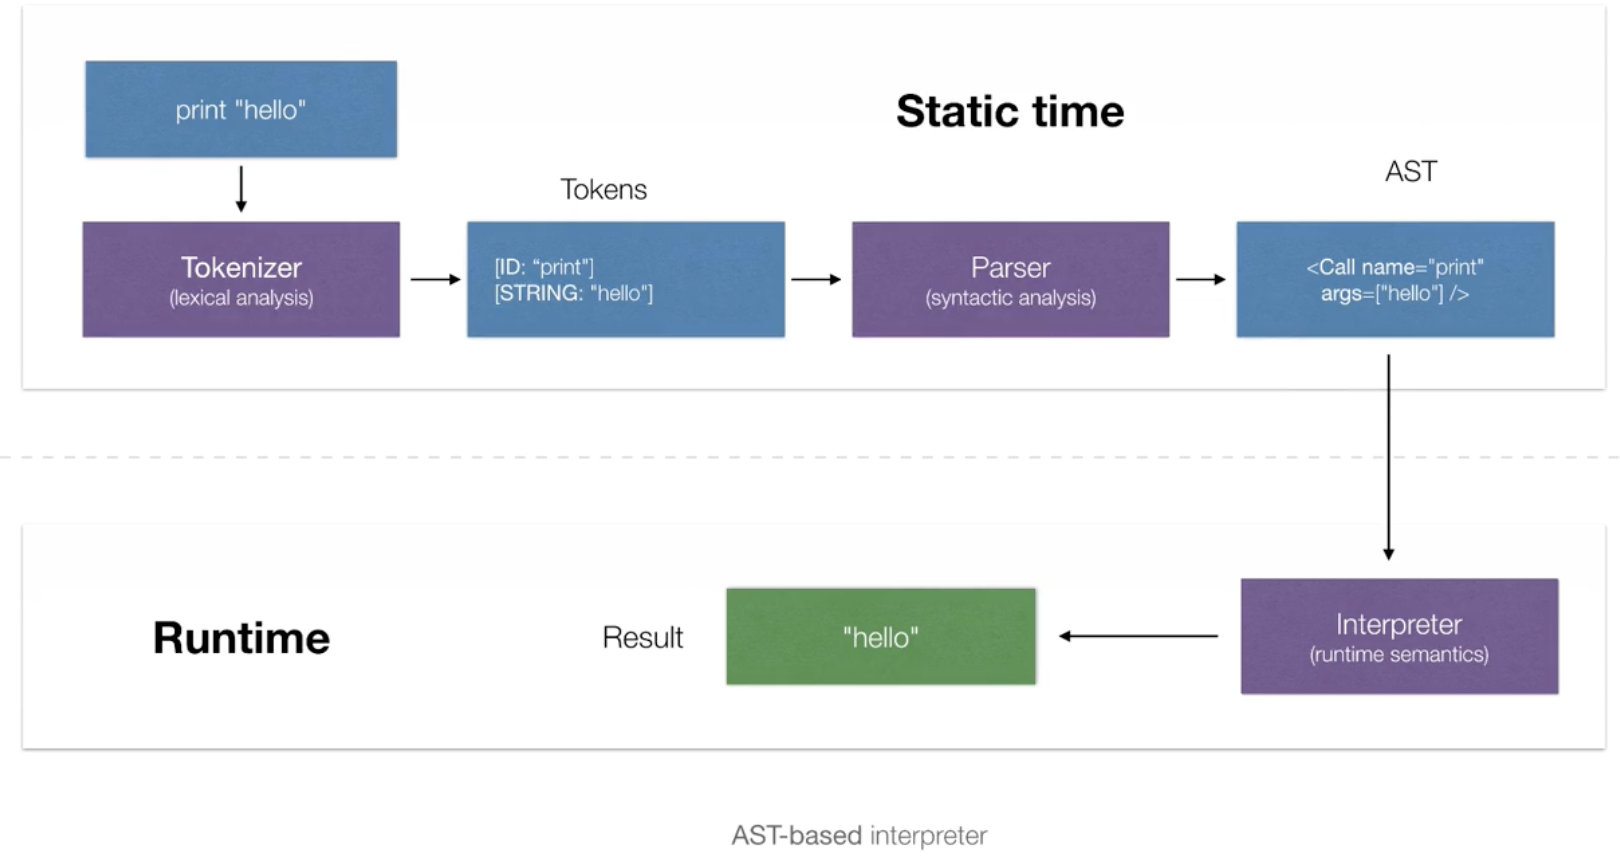 print "hello"
Static time
Tokens
AST
Tokenizer
(lexical analysis)
[ID: “print"]
[STRING: "hello"]
Parser
(syntactic analysis)
<Call name="print"
args=["hello"] />
Runtime
Result
"hello"
Interpreter
(runtime semantics)
AST-based interpreter